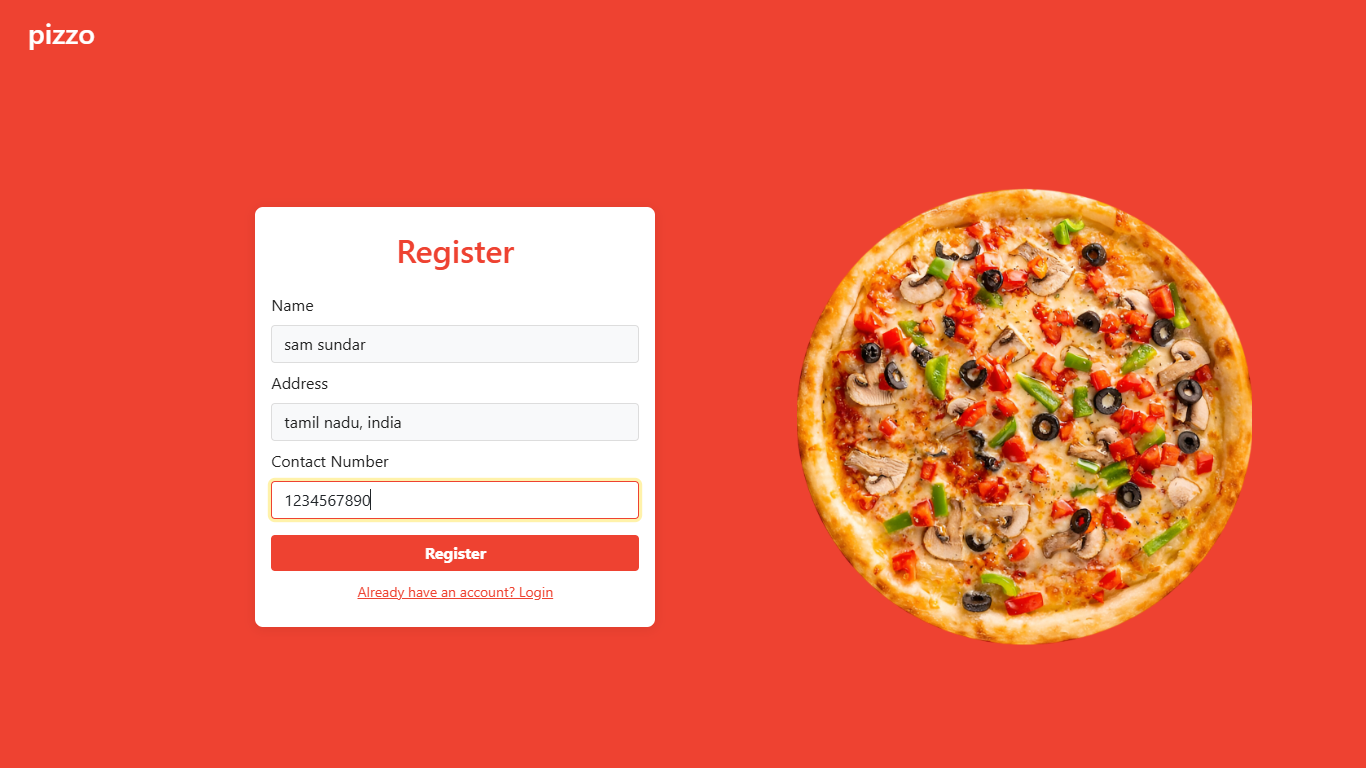 pizzo
Register
Name
sam sundar
Address
tamil nadu, india
Contact Number
1234567890
Register
Already have an account? Login